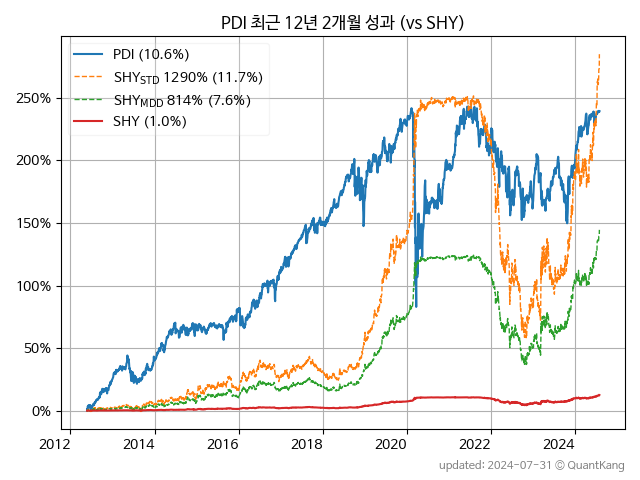 PDI 최근 12년 2개월 성과 (vs SHY)
PDI (10.6%)
SHYSTD 1290% (11.7%)
SHYMDD 814% (7.6%)
SHY (1.0%)
250%
200%
150%
100%
50%
0%
2012 2014 2016 2018 2020 2022 2024
updated: 2024-07-31 © QuantKang